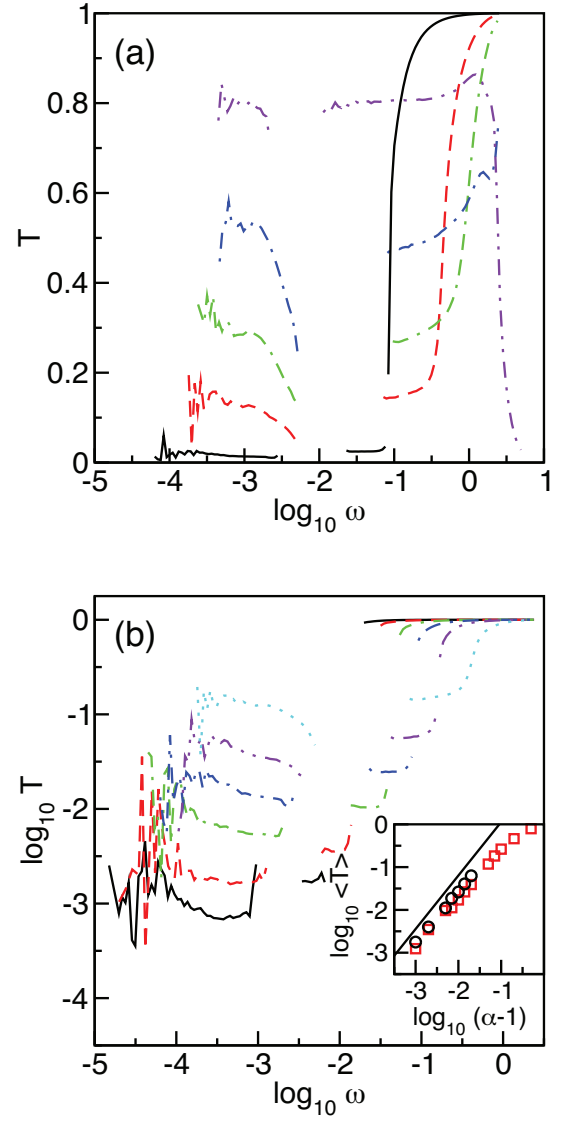 (a)
T
1
0.8
0.6
0.4
0.2
0
-5 -4 -3 -2 -1 0 1
log₁₀ ω
(b)
log₁₀ T
0
-1
-2
-3
-4
-5 -4 -3 -2 -1 0
log₁₀ ω
log₁₀ <T>
0
-1
-2
-3
-3 -2 -1
log₁₀ (α-1)